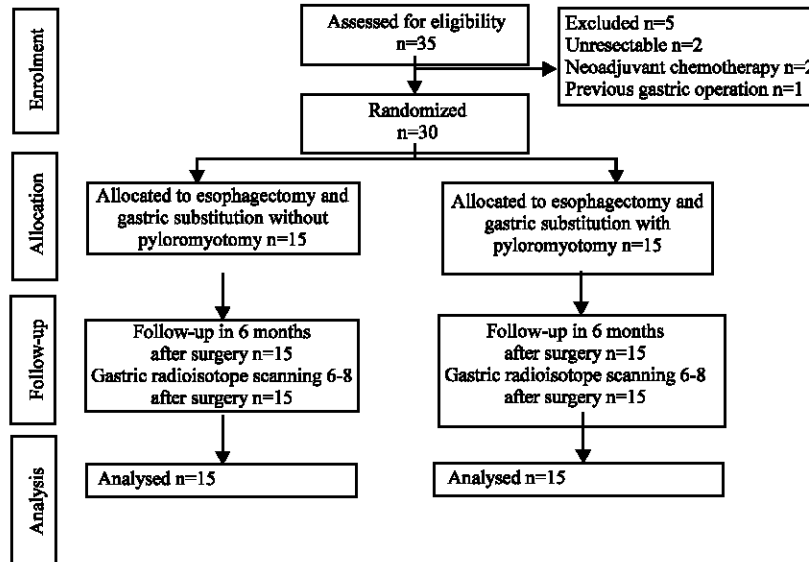 Enrolment
Assessed for eligibility
n=35
Excluded n=5
Unresectable n=2
Neoadjuvant chemotherapy n=2
Previous gastric operation n=1
Randomized
n=30
Allocation
Allocated to esophagectomy and
gastric substitution without
pyloromyotomy n=15
Allocated to esophagectomy and
gastric substitution with
pyloromyotomy n=15
Follow-up
Follow-up in 6 months
after surgery n=15
Gastric radioisotope scanning 6-8
after surgery n=15
Follow-up in 6 months
after surgery n=15
Gastric radioisotope scanning 6-8
after surgery n=15
Analysis
Analysed n=15
Analysed n=15